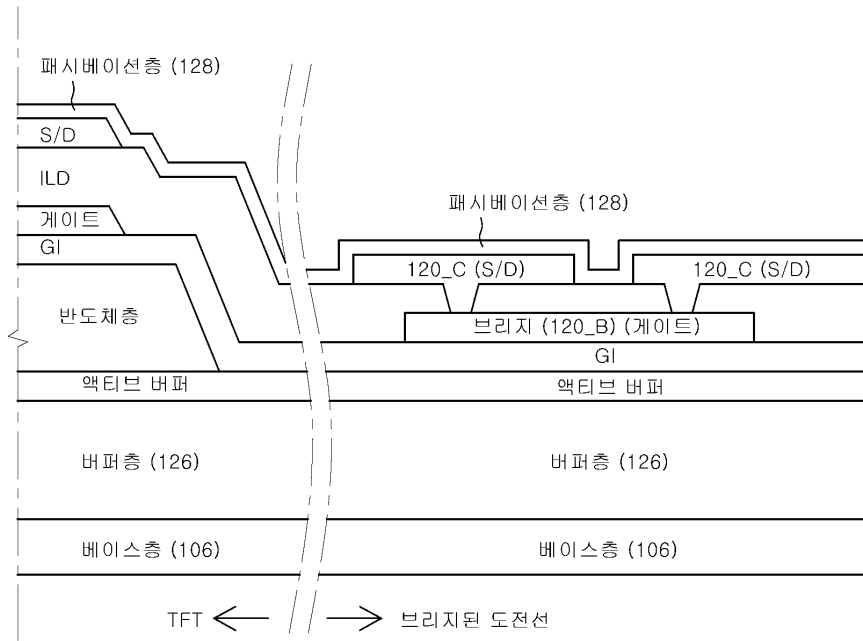 패시베이션층 (128)
S/D
ILD
게이트
GI
반도체층
액티브 버퍼
버퍼층 (126)
베이스층 (106)
패시베이션층 (128)
120_C (S/D)
120_C (S/D)
브리지 (120_B) (게이트)
GI
액티브 버퍼
버퍼층 (126)
베이스층 (106)
TFT
브리지된 도전선